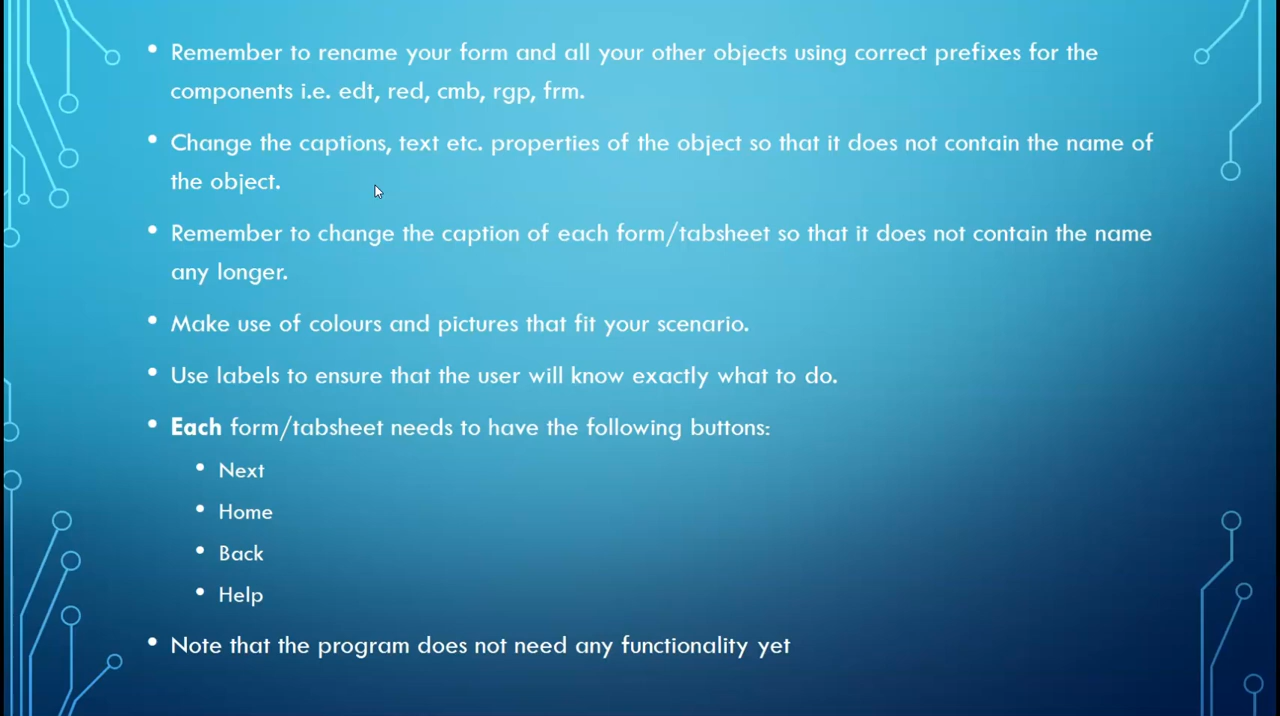 • Remember to rename your form and all your other objects using correct prefixes for the
components i.e. edt, red, cmb, rgp, frm.
• Change the captions, text etc. properties of the object so that it does not contain the name of
the object.
• Remember to change the caption of each form/tabsheet so that it does not contain the name
any longer.
• Make use of colours and pictures that fit your scenario.
• Use labels to ensure that the user will know exactly what to do.
• Each form/tabsheet needs to have the following buttons:
• Next
• Home
• Back
• Help
• Note that the program does not need any functionality yet